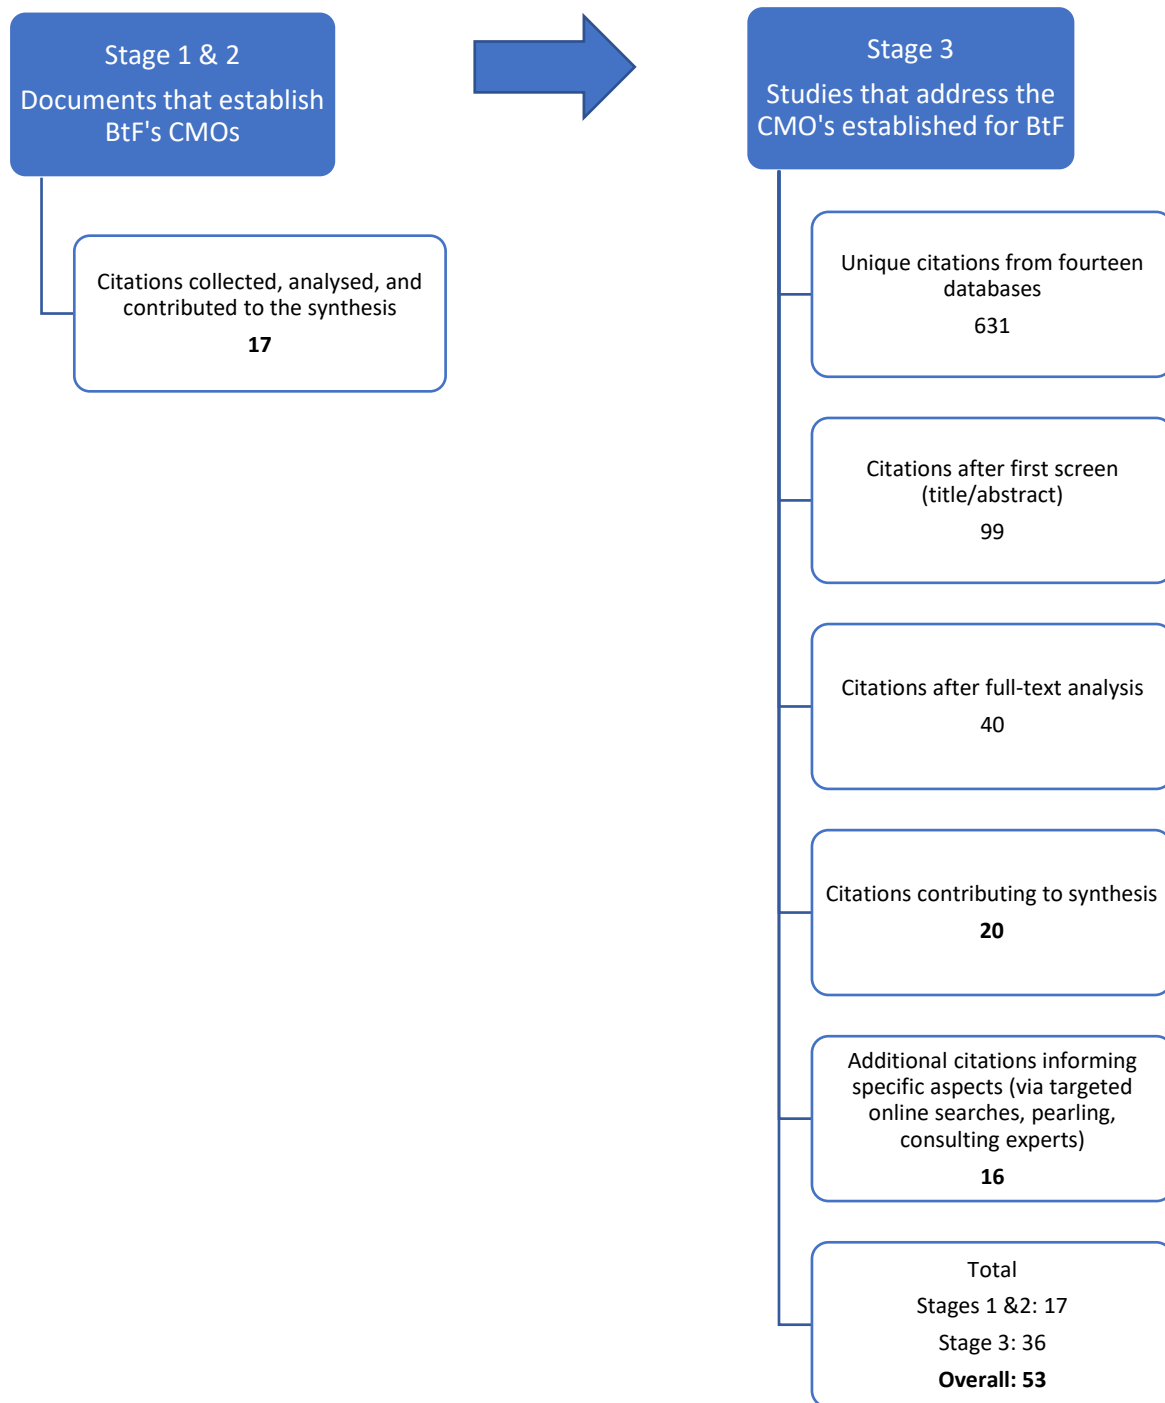 Stage 1 & 2
Documents that establish
BtF's CMOs
Citations collected, analysed, and
contributed to the synthesis
17
Stage 3
Studies that address the
CMO's established for BtF
Unique citations from fourteen
databases
631
Citations after first screen
(title/abstract)
99
Citations after full-text analysis
40
Citations contributing to synthesis
20
Additional citations informing
specific aspects (via targeted
online searches, pearling,
consulting experts)
16
Total
Stages 1 &2: 17
Stage 3: 36
Overall: 53